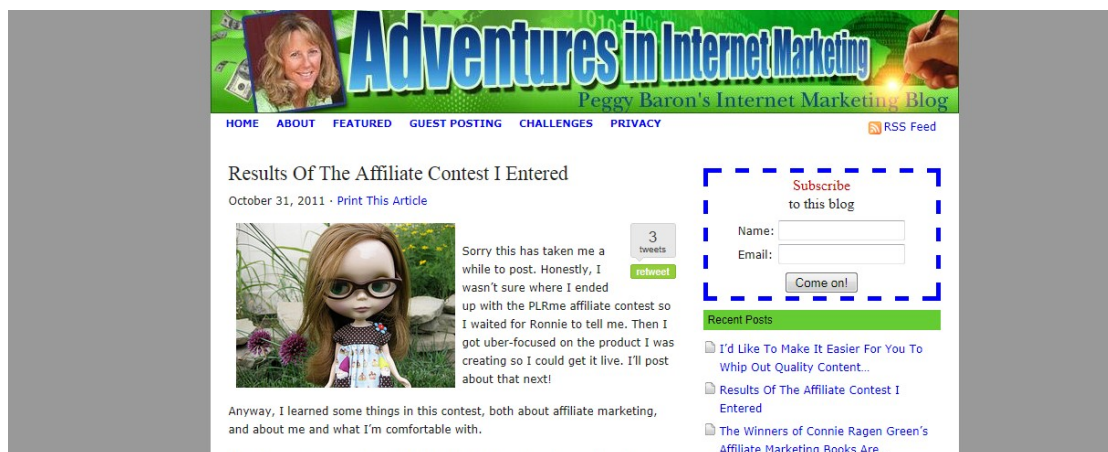 Adventures in Internet Marketing
Peggy Baron's Internet Marketing Blog
HOME ABOUT FEATURED GUEST POSTING CHALLENGES PRIVACY
RSS Feed
Results Of The Affiliate Contest I Entered
October 31, 2011 · Print This Article
3
tweets
retweet
Sorry this has taken me a
while to post. Honestly, I
wasn't sure where I ended
up with the PLRme affiliate contest so
I waited for Ronnie to tell me. Then I
got uber-focused on the product I was
creating so I could get it live. I'll post
about that next!
Anyway, I learned some things in this contest, both about affiliate marketing,
and about me and what I'm comfortable with.
Subscribe
to this blog
Name:
Email:
Come on!
Recent Posts
I'd Like To Make It Easier For You To
Whip Out Quality Content...
Results Of The Affiliate Contest I
Entered
The Winners of Connie Ragen Green's
Affiliate Marketing Books Are